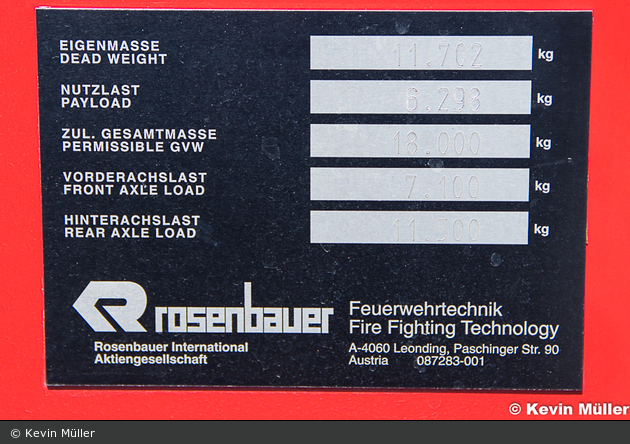 EIGENMASSE
DEAD WEIGHT
11.702 kg
NUTZLAST
PAYLOAD
6.298 kg
ZUL. GESAMTMASSE
PERMISSIBLE GVW
18.000 kg
VORDERACHSLAST
FRONT AXLE LOAD
7.100 kg
HINTERACHSLAST
REAR AXLE LOAD
kg
rosenbauer
Rosenbauer International
Aktiengesellschaft
Feuerwehrtechnik
Fire Fighting Technology
A-4060 Leonding, Paschinger Str. 90
Austria 087283-001
© Kevin Müller
© Kevin Müller